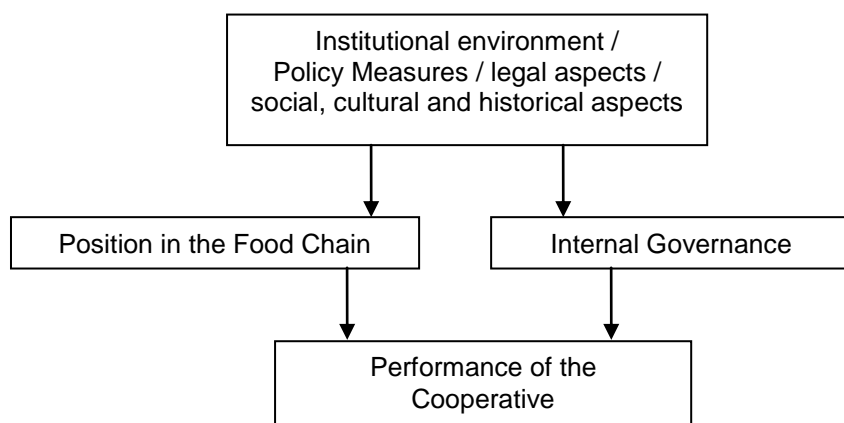 Institutional environment /
Policy Measures / legal aspects /
social, cultural and historical aspects
Position in the Food Chain
Internal Governance
Performance of the
Cooperative